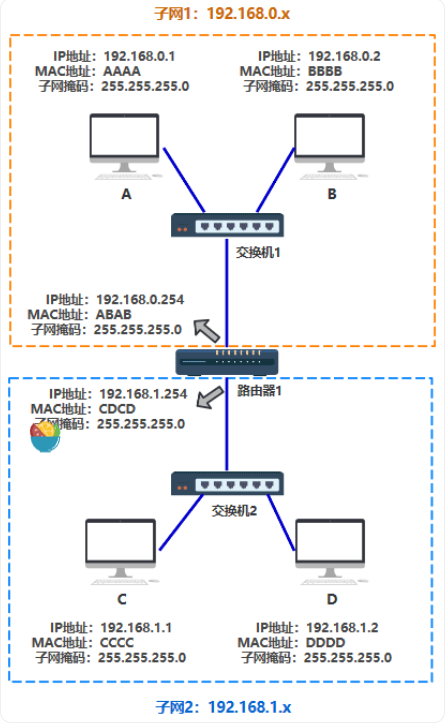 子网1：192.168.0.x
IP地址：192.168.0.1
MAC地址：AAAA
子网掩码：255.255.255.0
IP地址：192.168.0.2
MAC地址：BBBB
子网掩码：255.255.255.0
A
B
交换机1
IP地址：192.168.0.254
MAC地址：ABAB
子网掩码：255.255.255.0
路由器1
IP地址：192.168.1.254
MAC地址：CDCD
子网掩码：255.255.255.0
交换机2
C
D
IP地址：192.168.1.1
MAC地址：CCCC
子网掩码：255.255.255.0
IP地址：192.168.1.2
MAC地址：DDDD
子网掩码：255.255.255.0
子网2：192.168.1.x